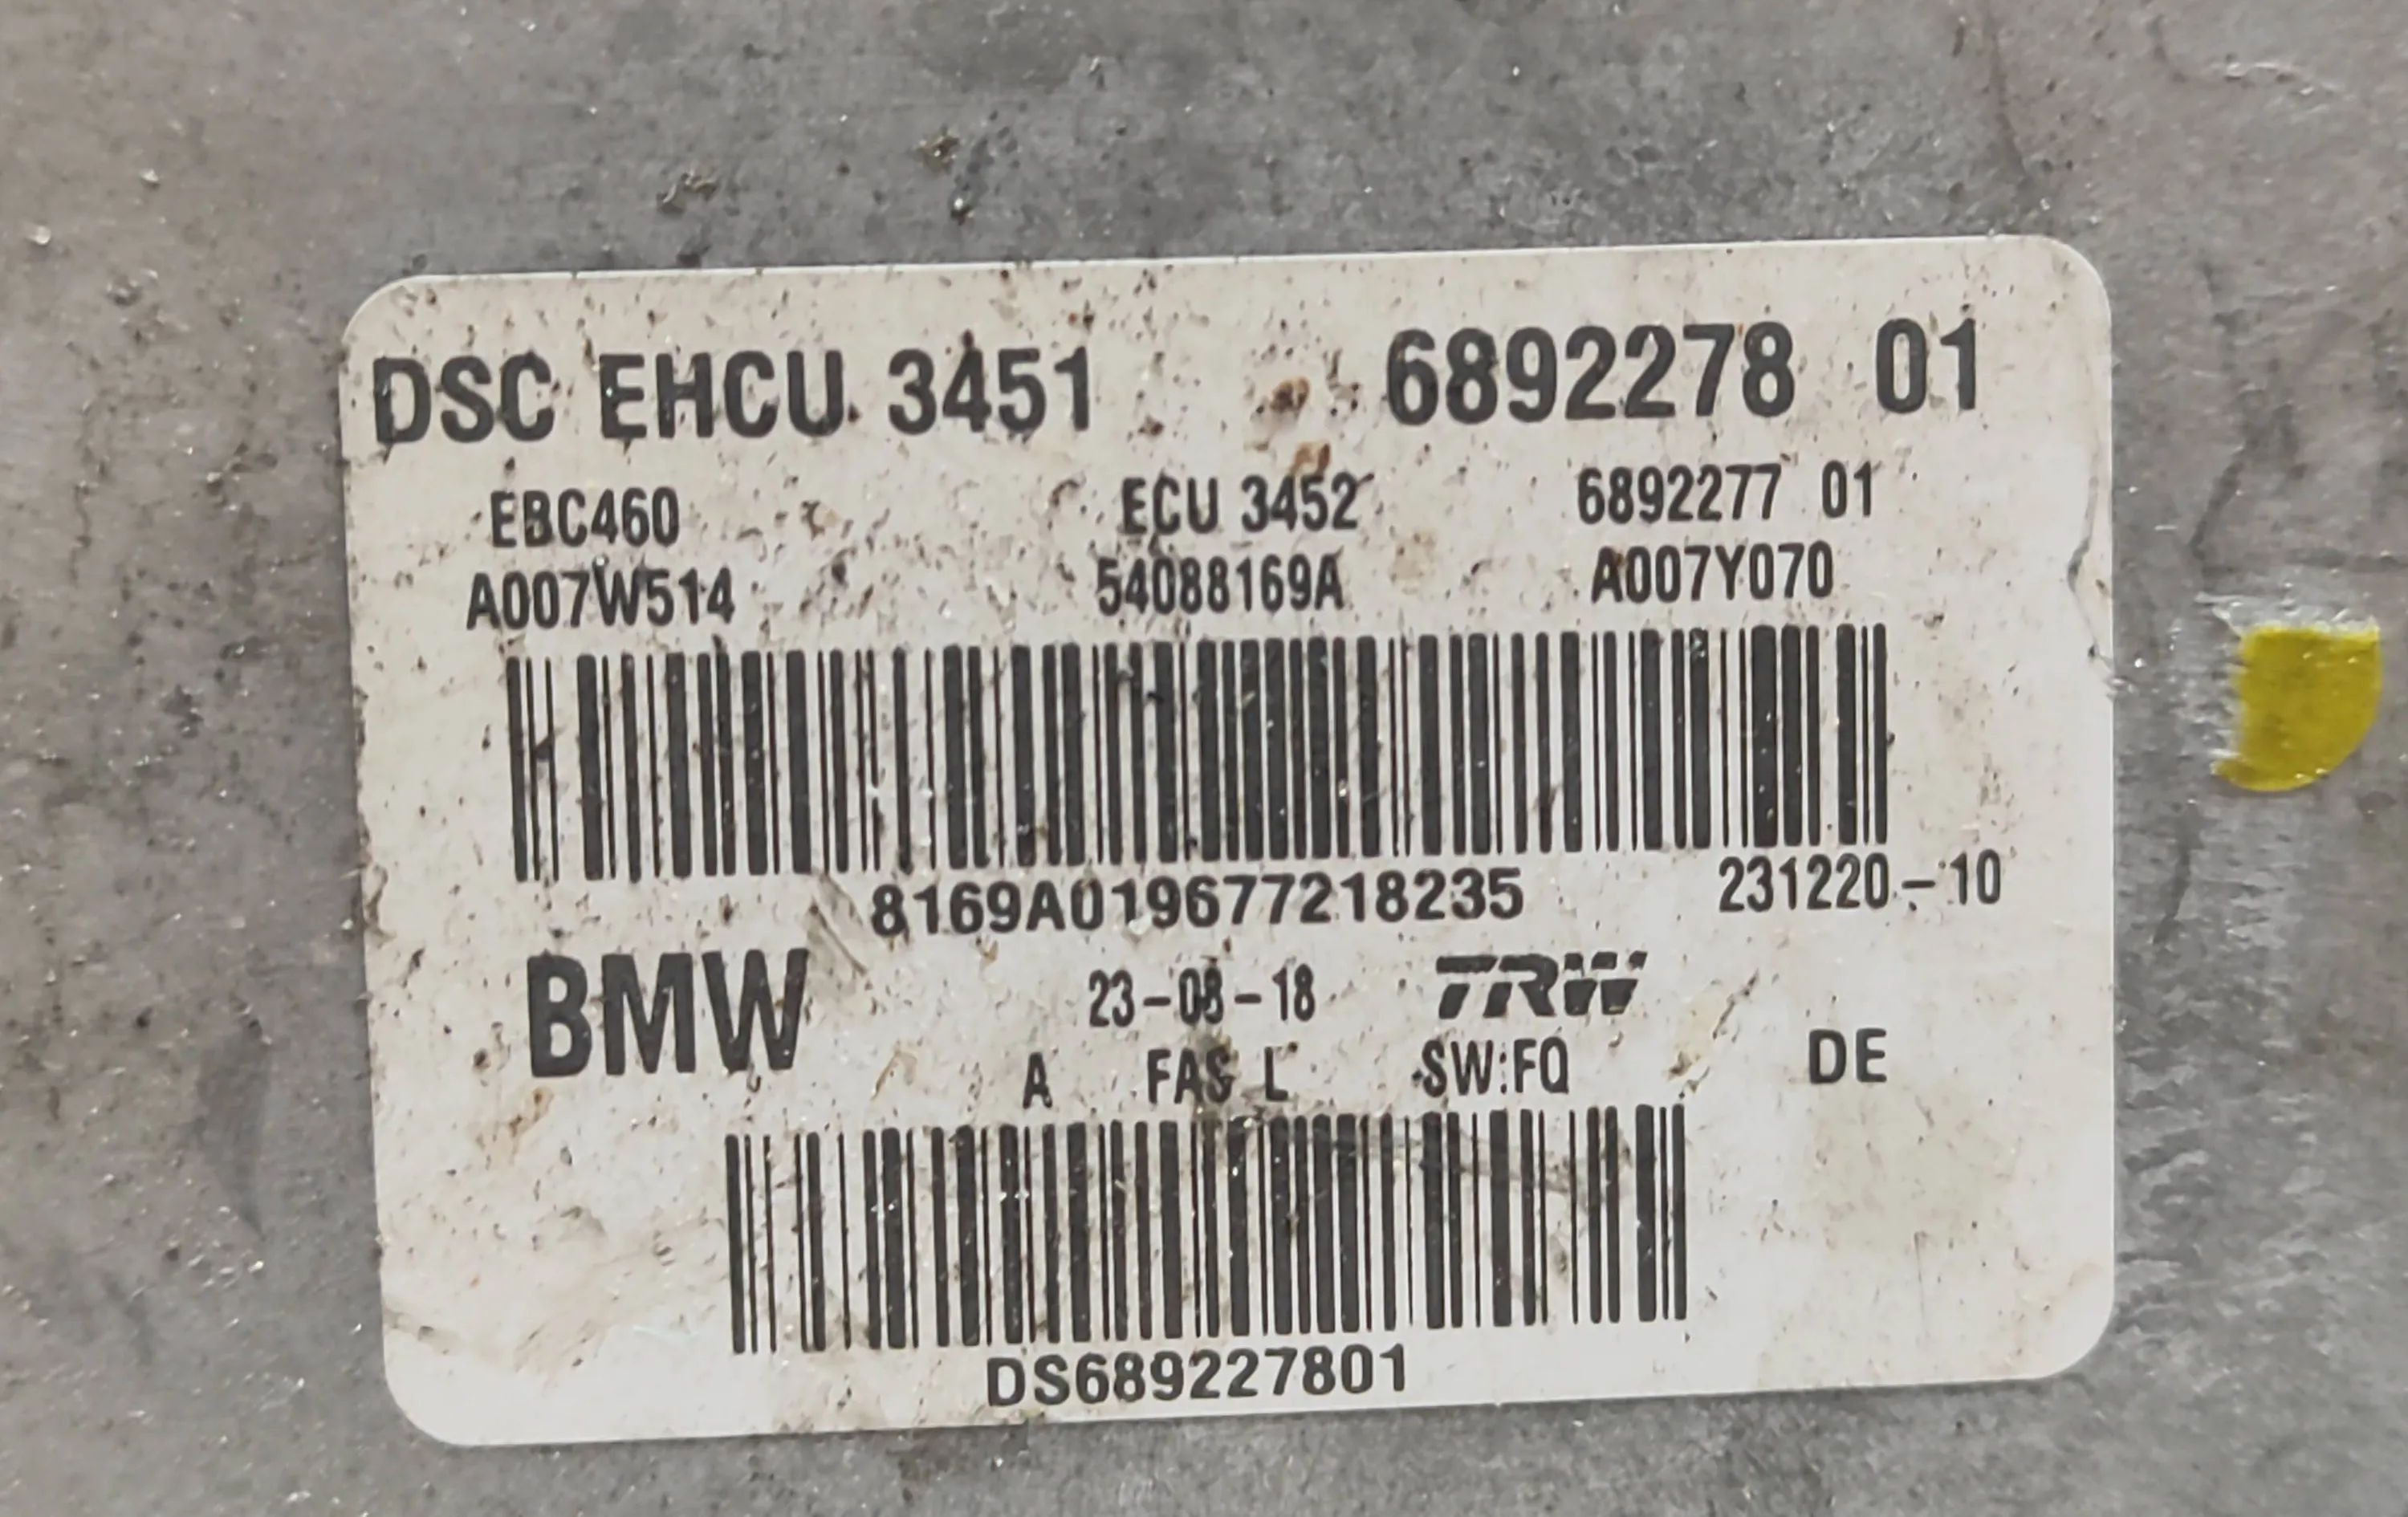 DSC EHCU 3451 6892278 01
EBC460 ECU 3452 6892277 01
A007W514 54088169A A007Y070
8169A019677218235 231220-10
BMW 23-08-18 TRW
A FAS L SW:FQ DE
DS689227801